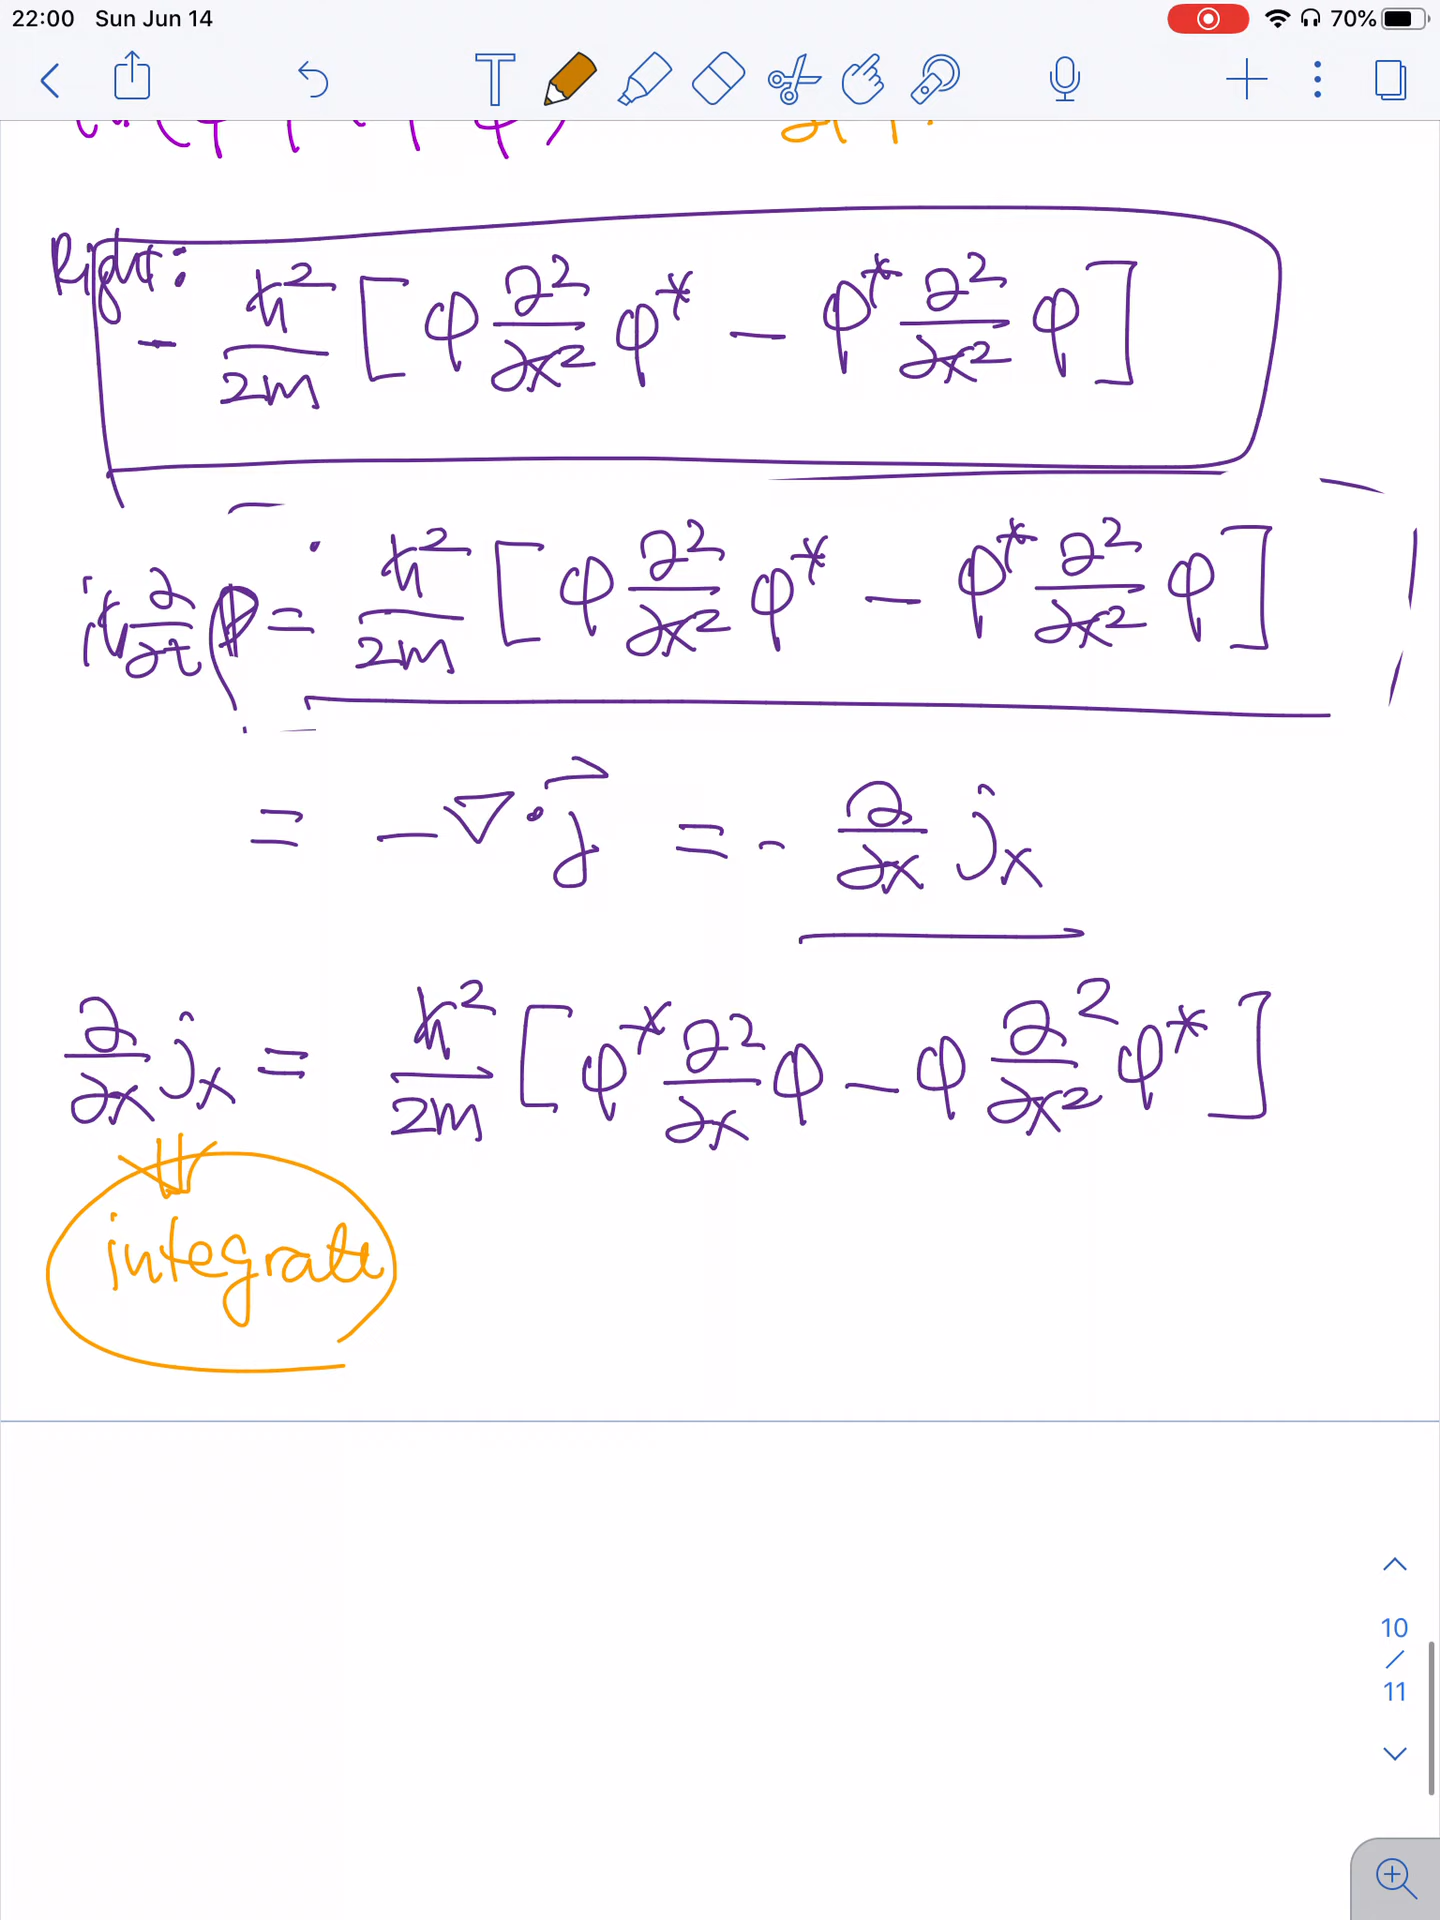 22:00 Sun Jun 14 70%
T
Right:
- ħ²/2m [φ ∂²/∂x² φ* - φ* ∂²/∂x² φ]
iħ ∂/∂t P = ħ²/2m [φ ∂²/∂x² φ* - φ* ∂²/∂x² φ]
= -∇·j⃗ = - ∂/∂x jₓ
∂/∂x jₓ = ħ²/2m [φ* ∂²/∂x φ - φ ∂²/∂x² φ*]
integrate
10
/
11